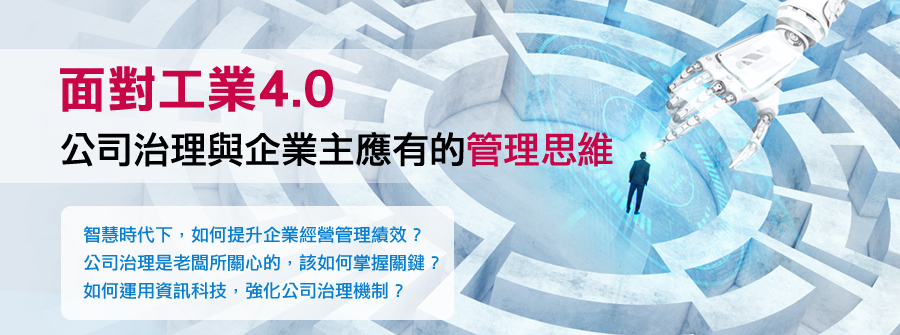 面對工業4.0
公司治理與企業主應有的管理思維
智慧時代下，如何提升企業經營管理績效？
公司治理是老闆所關心的，該如何掌握關鍵？
如何運用資訊科技，強化公司治理機制？